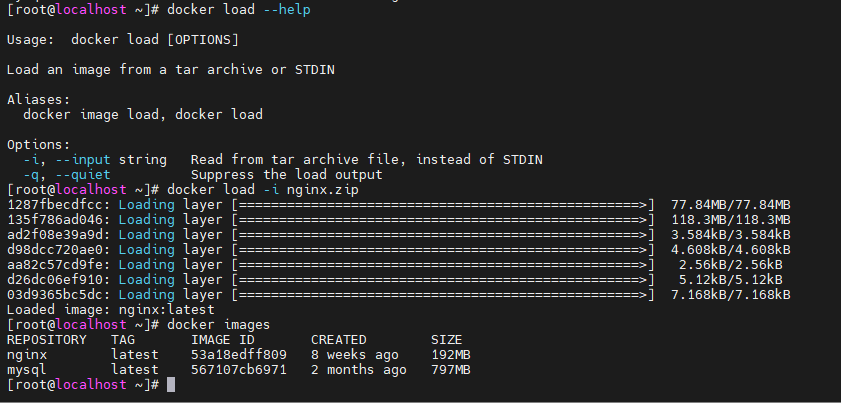 [root@localhost ~]# docker load --help
Usage:  docker load [OPTIONS]
Load an image from a tar archive or STDIN
Aliases:
  docker image load, docker load
Options:
  -i, --input string   Read from tar archive file, instead of STDIN
  -q, --quiet          Suppress the load output
[root@localhost ~]# docker load -i nginx.zip
1287fbecdfcc: Loading layer [==================================================>]  77.84MB/77.84MB
135f786ad046: Loading layer [==================================================>]  118.3MB/118.3MB
ad2f08e39a9d: Loading layer [==================================================>]  3.584kB/3.584kB
d98dcc720ae0: Loading layer [==================================================>]  4.608kB/4.608kB
aa82c57cd9fe: Loading layer [==================================================>]   2.56kB/2.56kB
d26dc06ef910: Loading layer [==================================================>]   5.12kB/5.12kB
03d9365bc5dc: Loading layer [==================================================>]  7.168kB/7.168kB
Loaded image: nginx:latest
[root@localhost ~]# docker images
REPOSITORY   TAG       IMAGE ID       CREATED        SIZE
nginx        latest    53a18edff809   8 weeks ago    192MB
mysql        latest    567107cb6971   2 months ago   797MB
[root@localhost ~]#